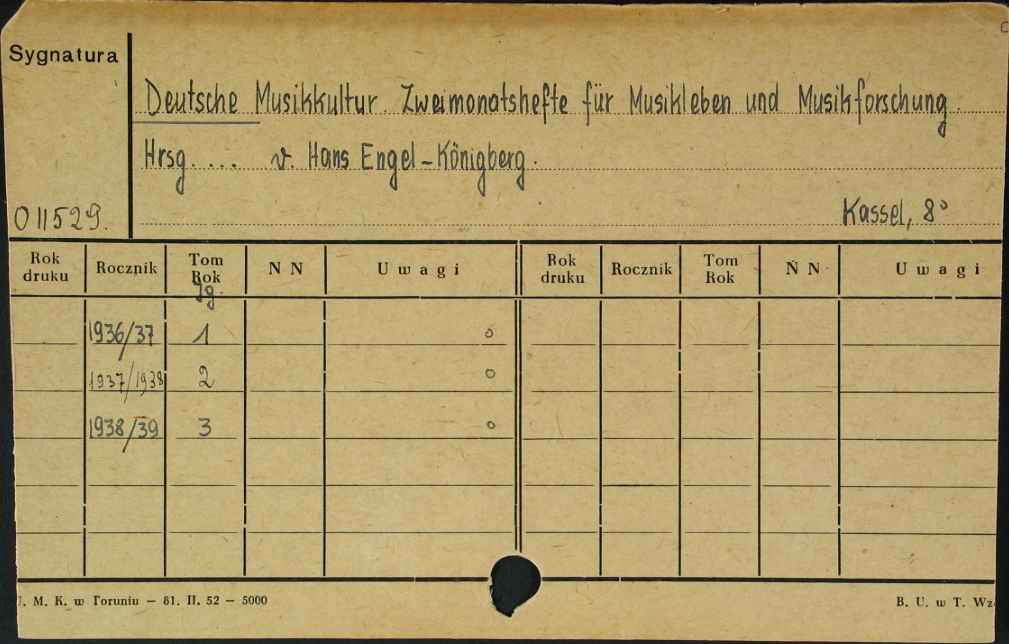 Sygnatura
Deutsche Musikkultur. Zweimonatshefte für Musikleben und Musikforschung.
Hrsg. ... v. Hans Engel-Königberg.
011529.
Kassel, 8°
Rok druku Rocznik Tom Rok N N Uwagi Rok druku Rocznik Tom Rok N N Uwagi
Jg.
1936/37 1 o
1937/1938 2 o
1938/39 3 o
. M. K. w Toruniu — 61. II. 52 — 5000
B. U. w T. Wz